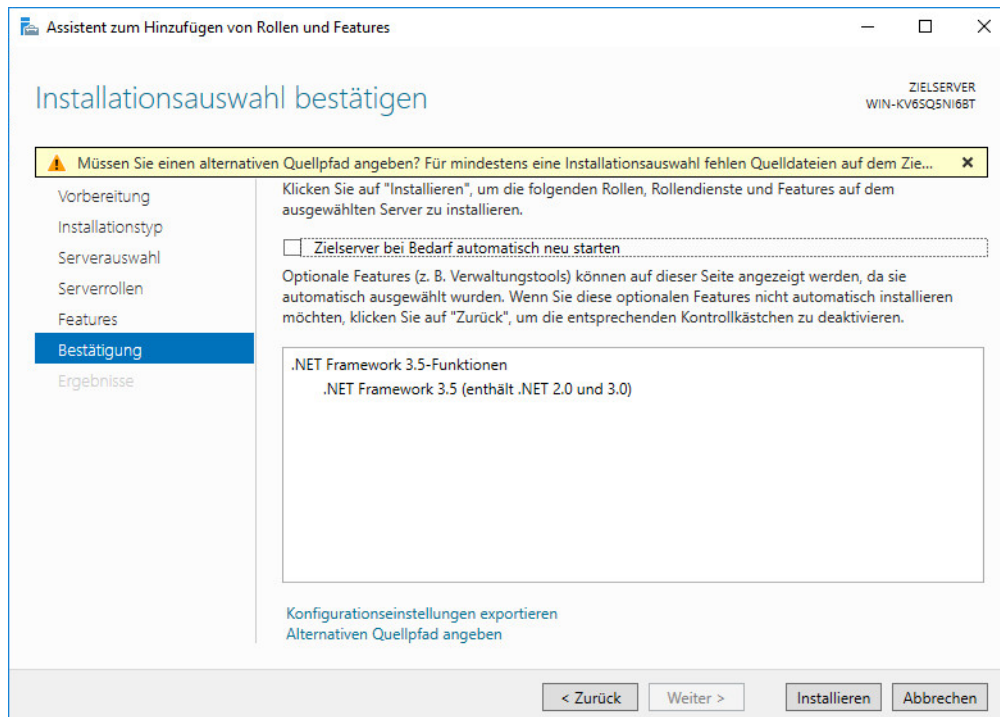 Assistent zum Hinzufügen von Rollen und Features
Installationsauswahl bestätigen
ZIELSERVER
WIN-KV6SQ5NI6BT
Müssen Sie einen alternativen Quellpfad angeben? Für mindestens eine Installationsauswahl fehlen Quelldateien auf dem Zie...
Vorbereitung
Installationstyp
Serverauswahl
Serverrollen
Features
Bestätigung
Ergebnisse
Klicken Sie auf "Installieren", um die folgenden Rollen, Rollendienste und Features auf dem
ausgewählten Server zu installieren.
Zielserver bei Bedarf automatisch neu starten
Optionale Features (z. B. Verwaltungstools) können auf dieser Seite angezeigt werden, da sie
automatisch ausgewählt wurden. Wenn Sie diese optionalen Features nicht automatisch installieren
möchten, klicken Sie auf "Zurück", um die entsprechenden Kontrollkästchen zu deaktivieren.
.NET Framework 3.5-Funktionen
.NET Framework 3.5 (enthält .NET 2.0 und 3.0)
Konfigurationseinstellungen exportieren
Alternativen Quellpfad angeben
< Zurück
Weiter >
Installieren
Abbrechen